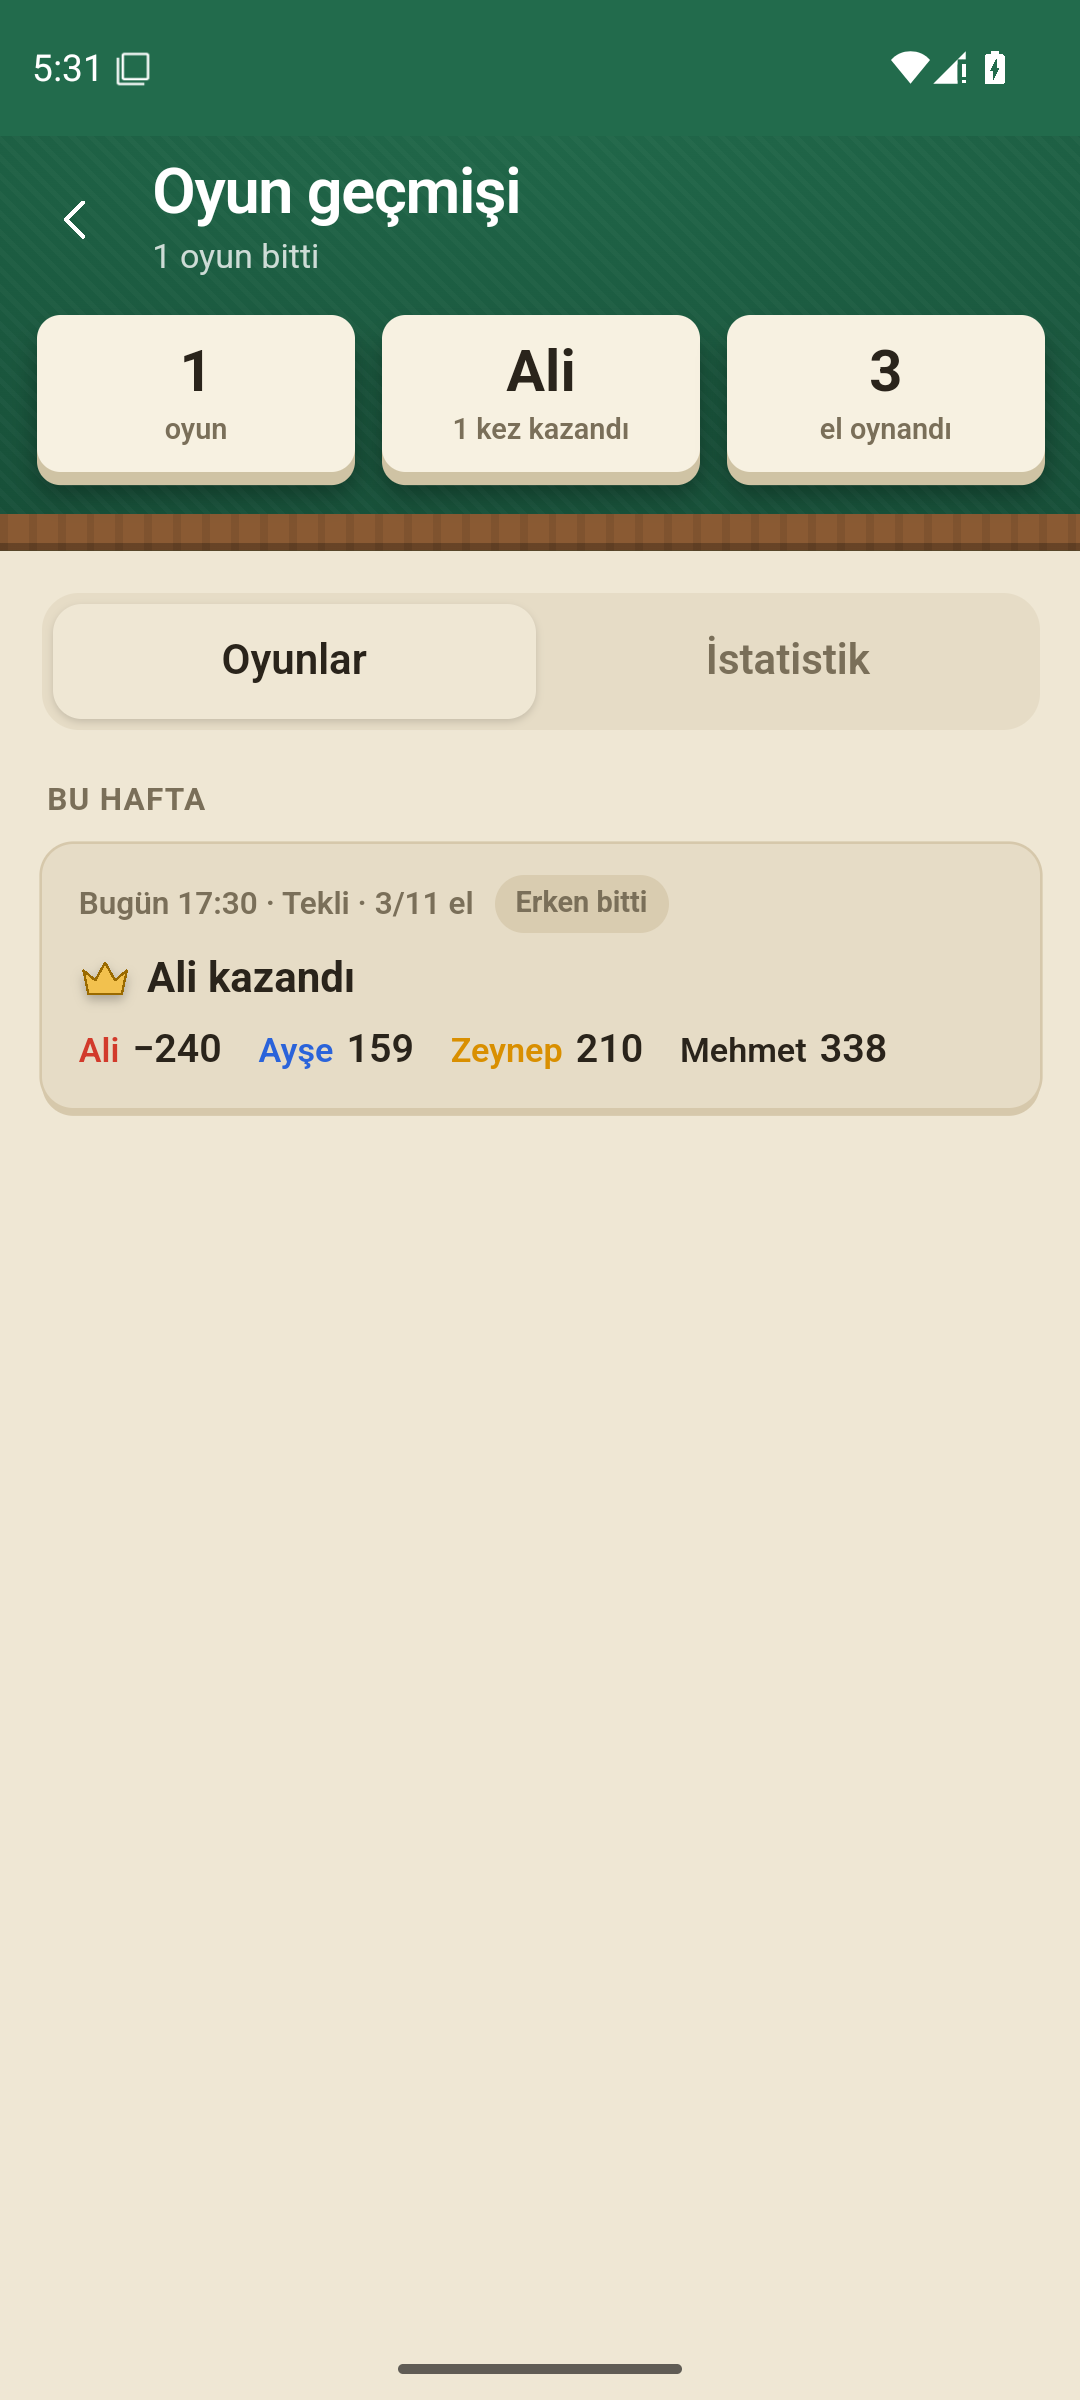 5:31
Oyun geçmişi
1 oyun bitti
1
oyun
Ali
1 kez kazandı
3
el oynandı
Oyunlar
İstatistik
BU HAFTA
Bugün 17:30 · Tekli · 3/11 el
Erken bitti
Ali kazandı
Ali −240 Ayşe 159 Zeynep 210 Mehmet 338